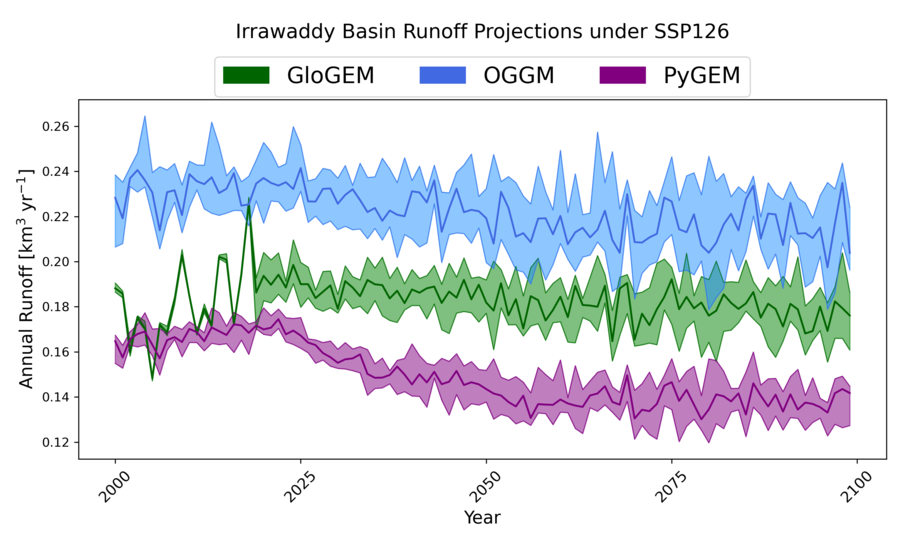 Irrawaddy Basin Runoff Projections under SSP126
GloGEM OGGM PyGEM
Annual Runoff [km³ yr⁻¹]
0.26
0.24
0.22
0.20
0.18
0.16
0.14
0.12
2000 2025 2050 2075 2100
Year